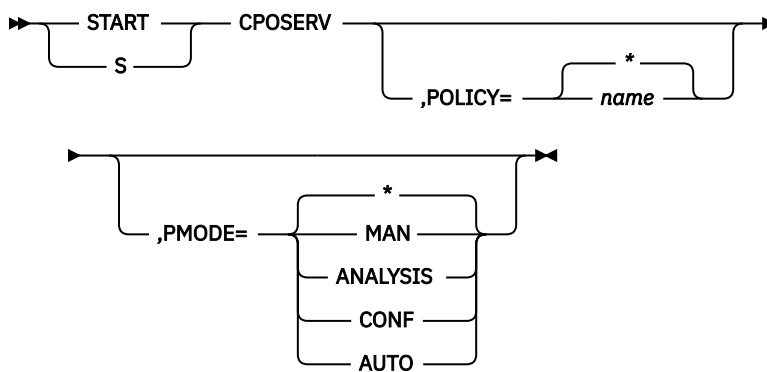 START CPOSERV
S
*
,POLICY= name
*
,PMODE= MAN
ANALYSIS
CONF
AUTO